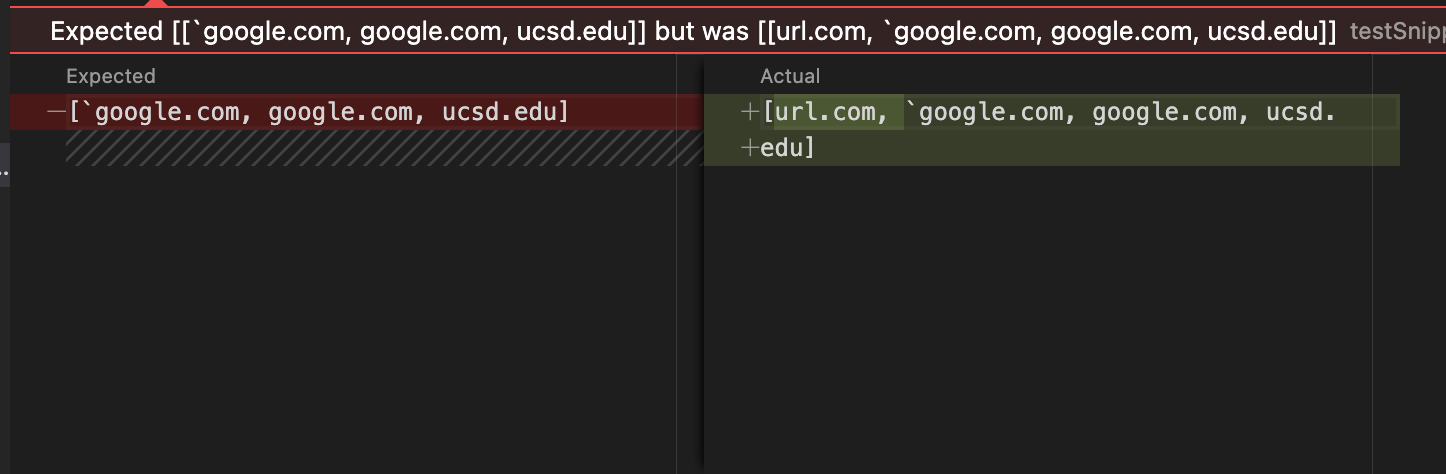 Expected [[`google.com, google.com, ucsd.edu]] but was [[url.com, `google.com, google.com, ucsd.edu]] testSnipp
Expected
Actual
−[`google.com, google.com, ucsd.edu]
+[url.com, `google.com, google.com, ucsd.
+edu]